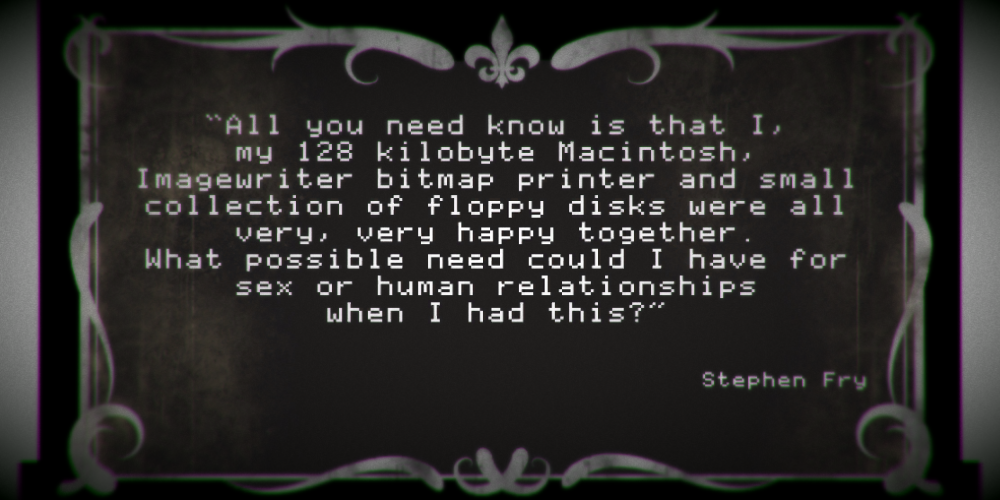 “All you need know is that I,
my 128 kilobyte Macintosh,
Imagewriter bitmap printer and small
collection of floppy disks were all
very, very happy together.
What possible need could I have for
sex or human relationships
when I had this?”
Stephen Fry